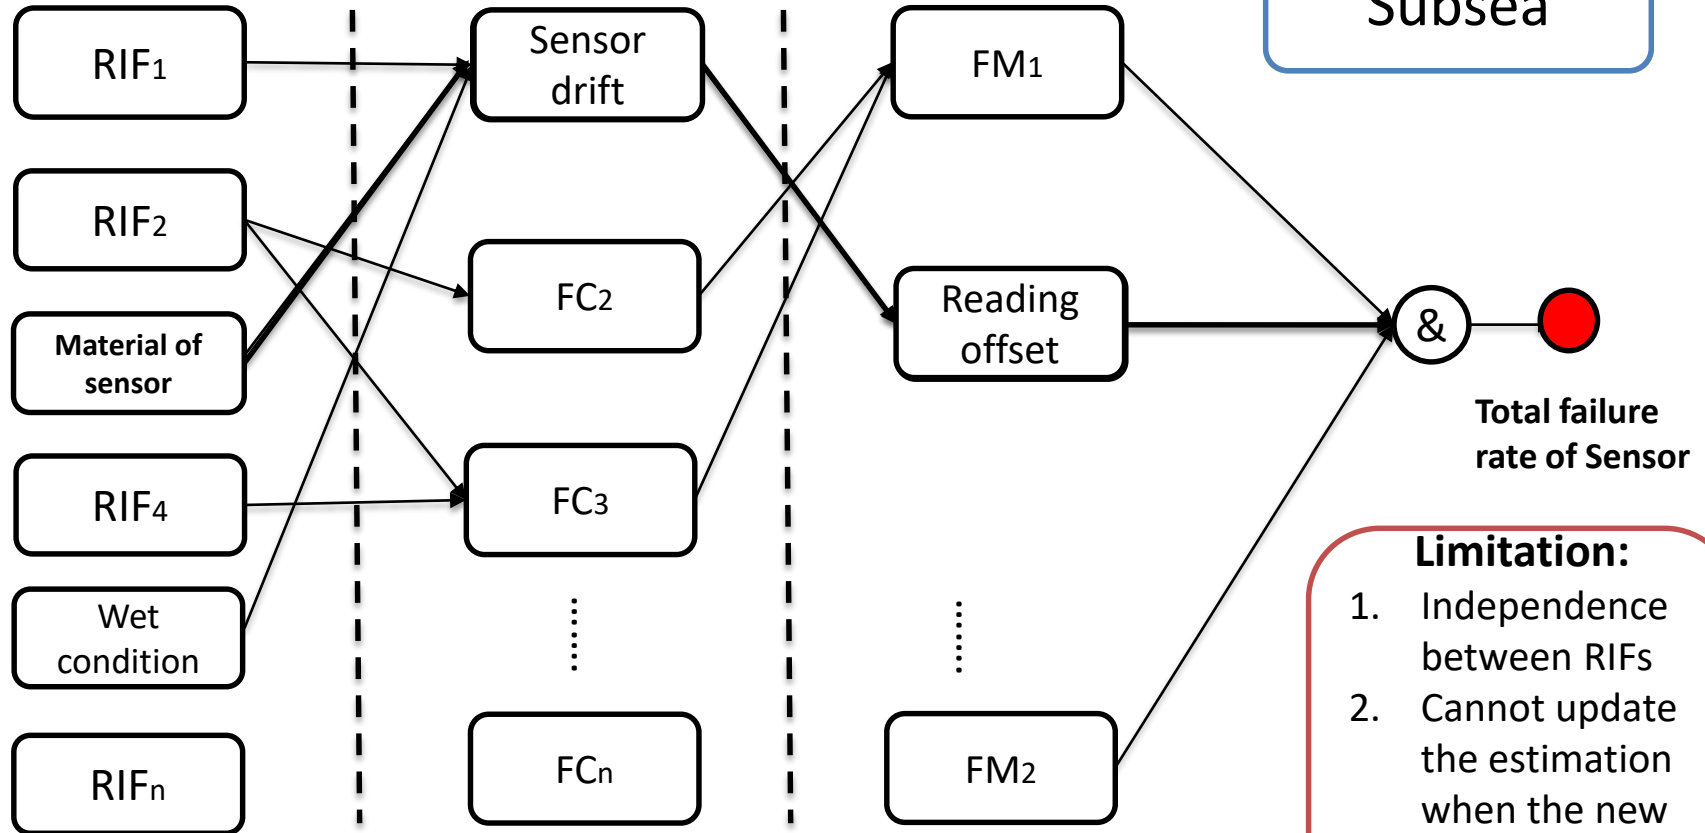 Subsea
RIF1
Sensor
drift
FM1
RIF2
FC2
Reading
offset
&
Material of
sensor
Total failure
rate of Sensor
RIF4
FC3
Limitation:
1. Independence
between RIFs
2. Cannot update
the estimation
when the new
Wet
condition
RIFn
FCn
FM2